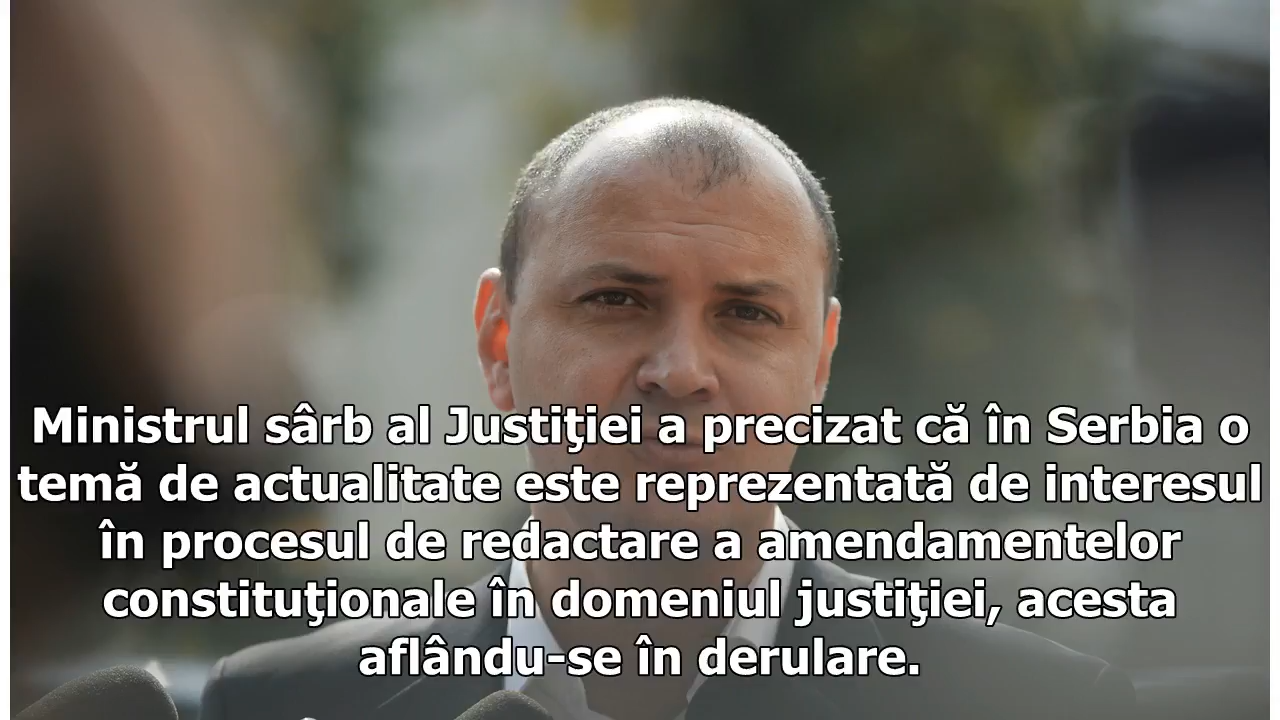 Ministrul sârb al Justiţiei a precizat că în Serbia o
temă de actualitate este reprezentată de interesul
în procesul de redactare a amendamentelor
constituţionale în domeniul justiţiei, acesta
aflându-se în derulare.